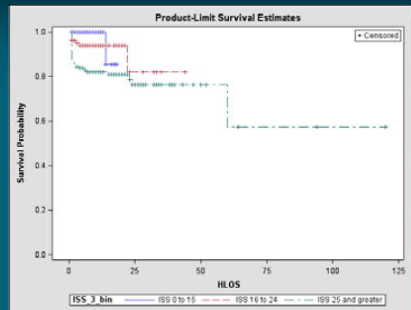 Product-Limit Survival Estimates
+ Censored
1.0
0.8
0.6
0.4
0.2
0.0
Survival Probability
0 25 50 75 100 125
HLOS
ISS_3_bin ISS 0 to 15 ISS 16 to 24 ISS 25 and greater